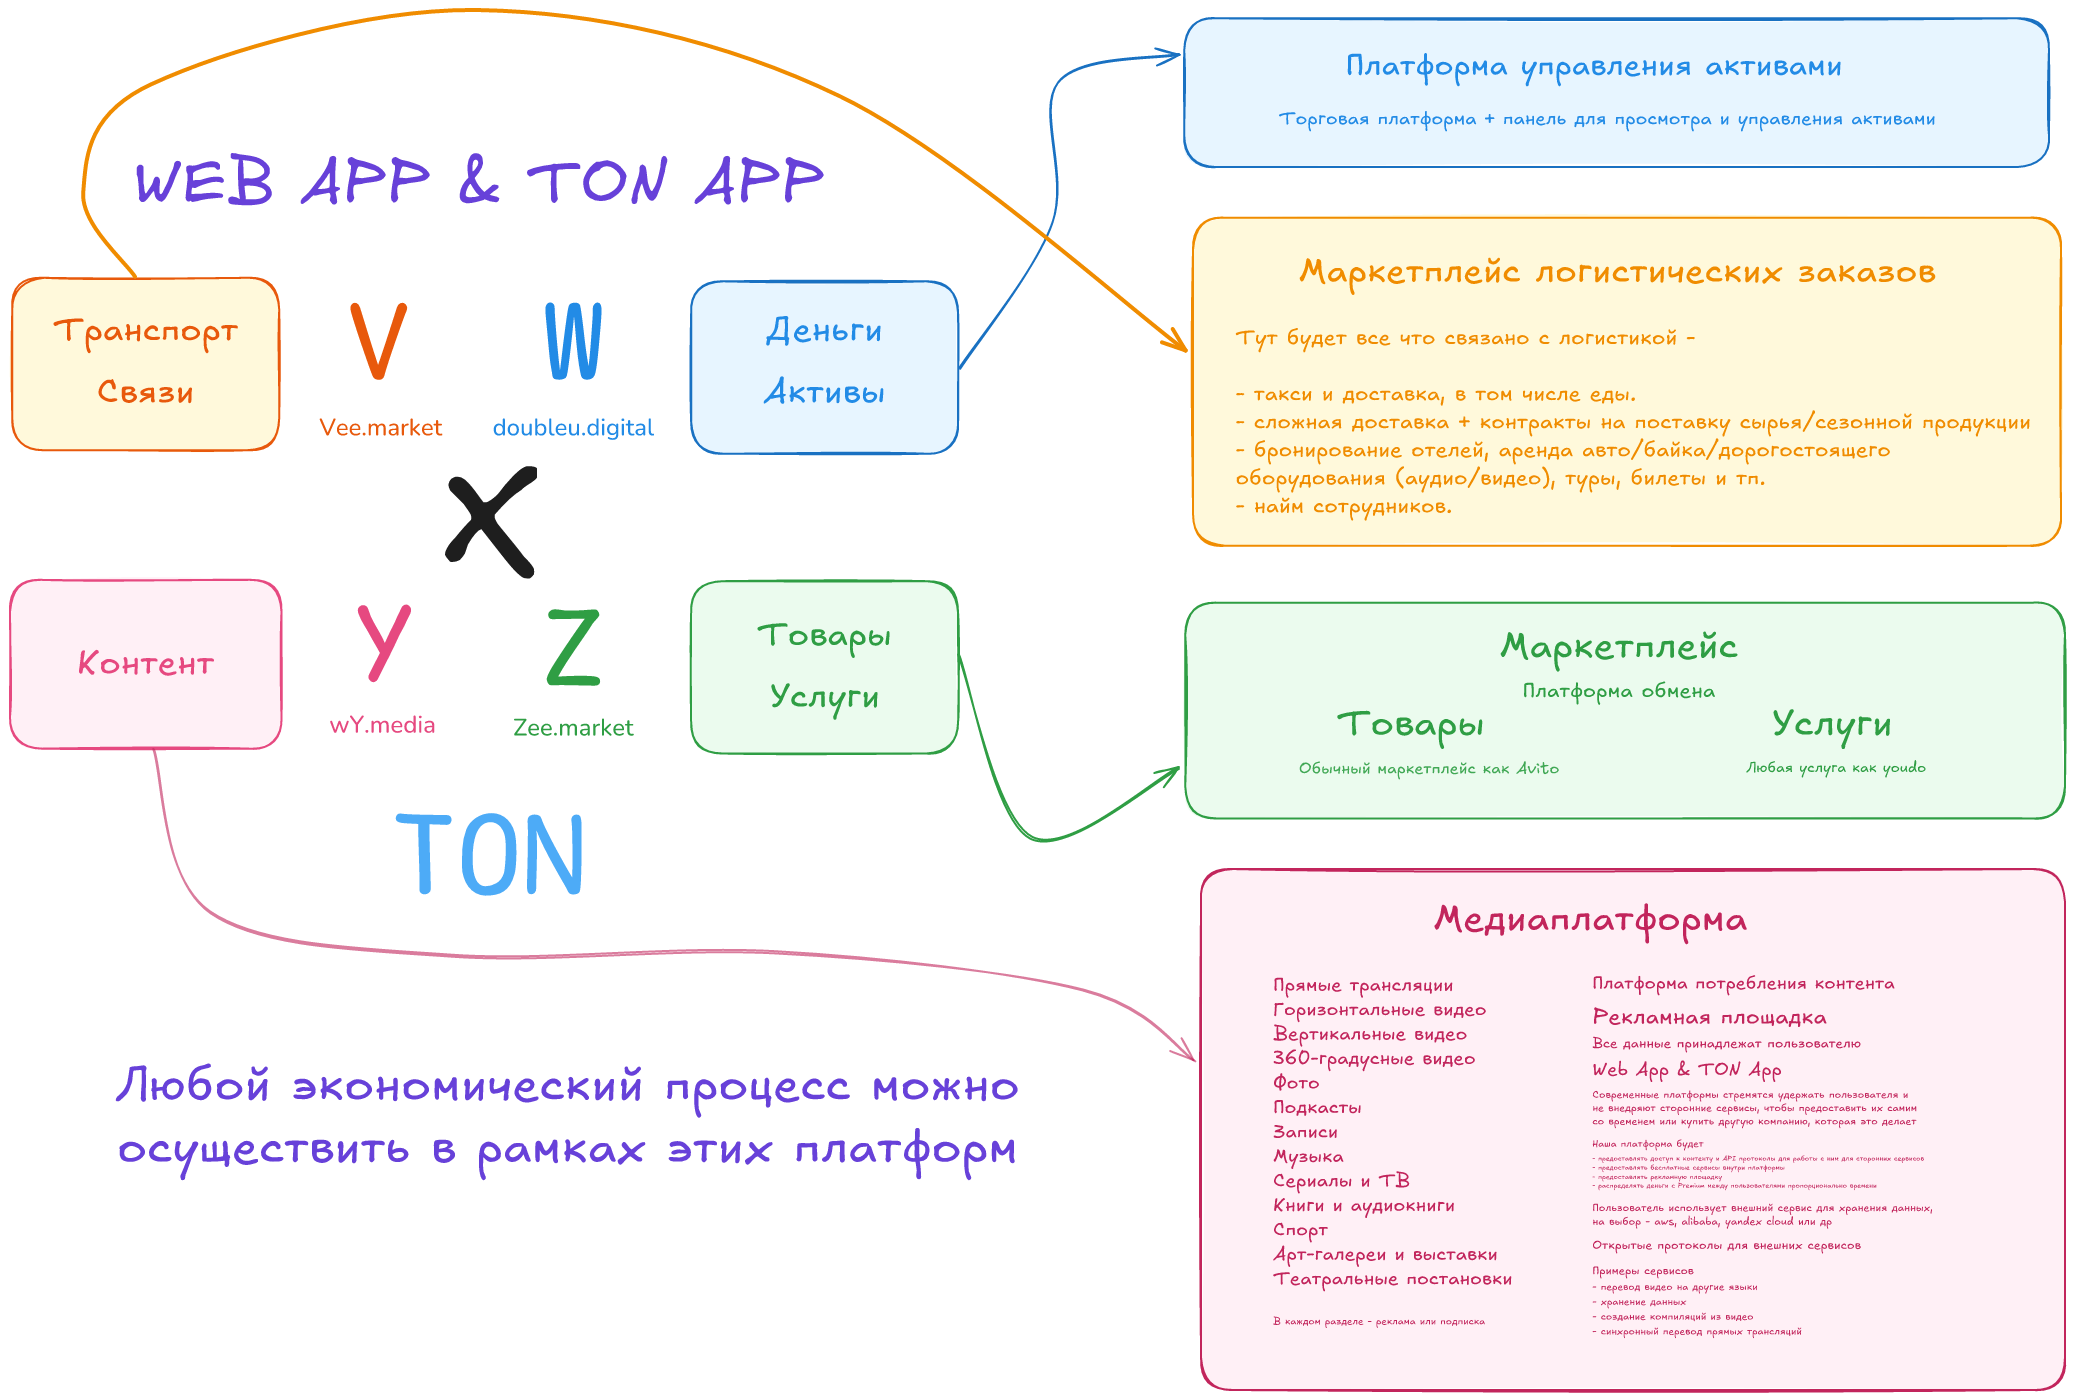 WEB APP & TON APP
Транспорт
Связи
V
Vee.market
W
doubleu.digital
Деньги
Активы
X
Контент
Y
wY.media
Z
Zee.market
Товары
Услуги
TON
Любой экономический процесс можно
осуществить в рамках этих платформ
Платформа управления активами
Торговая платформа + панель для просмотра и управления активами
Маркетплейс логистических заказов
Тут будет все что связано с логистикой -
- такси и доставка, в том числе еды.
- сложная доставка + контракты на поставку сырья/сезонной продукции
- бронирование отелей, аренда авто/байка/дорогостоящего
оборудования (аудио/видео), туры, билеты и тп.
- найм сотрудников.
Маркетплейс
Платформа обмена
Товары
Обычный маркетплейс как Avito
Услуги
Любая услуга как youdo
Медиаплатформа
Прямые трансляции
Горизонтальные видео
Вертикальные видео
360-градусные видео
Фото
Подкасты
Записи
Музыка
Сериалы и ТВ
Книги и аудиокниги
Спорт
Арт-галереи и выставки
Театральные постановки
В каждом разделе - реклама или подписка
Платформа потребления контента
Рекламная площадка
Все данные принадлежат пользователю
Web App & TON App
Современные платформы стремятся удержать пользователя и
не внедряют сторонние сервисы, чтобы предоставить их самим
со временем или купить другую компанию, которая это делает
Наша платформа будет
- предоставлять доступ к контенту и API протоколы для работы с ним для сторонних сервисов
- предоставлять бесплатные сервисы внутри платформы
- предоставлять рекламную площадку
- распределять деньги с Premium между пользователями пропорционально времени
Пользователь использует внешний сервис для хранения данных,
на выбор - aws, alibaba, yandex cloud или др
Открытые протоколы для внешних сервисов
Примеры сервисов
- перевод видео на другие языки
- хранение данных
- создание компиляций из видео
- синхронный перевод прямых трансляций